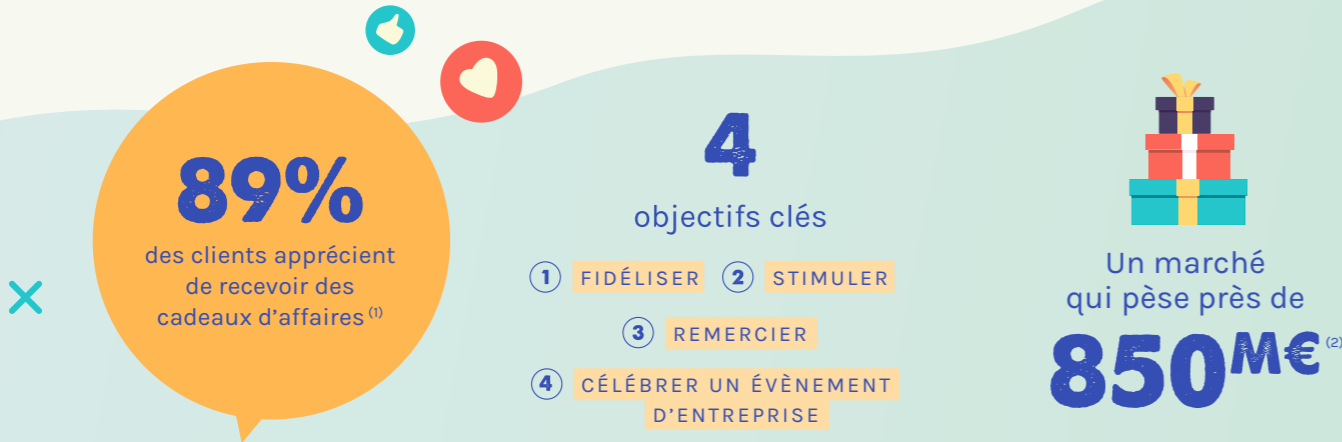 89%
des clients apprécient
de recevoir des
cadeaux d'affaires (1)
4
objectifs clés
1 FIDÉLISER 2 STIMULER
3 REMERCIER
4 CÉLÉBRER UN ÉVÈNEMENT
D'ENTREPRISE
Un marché
qui pèse près de
850M€ (2)